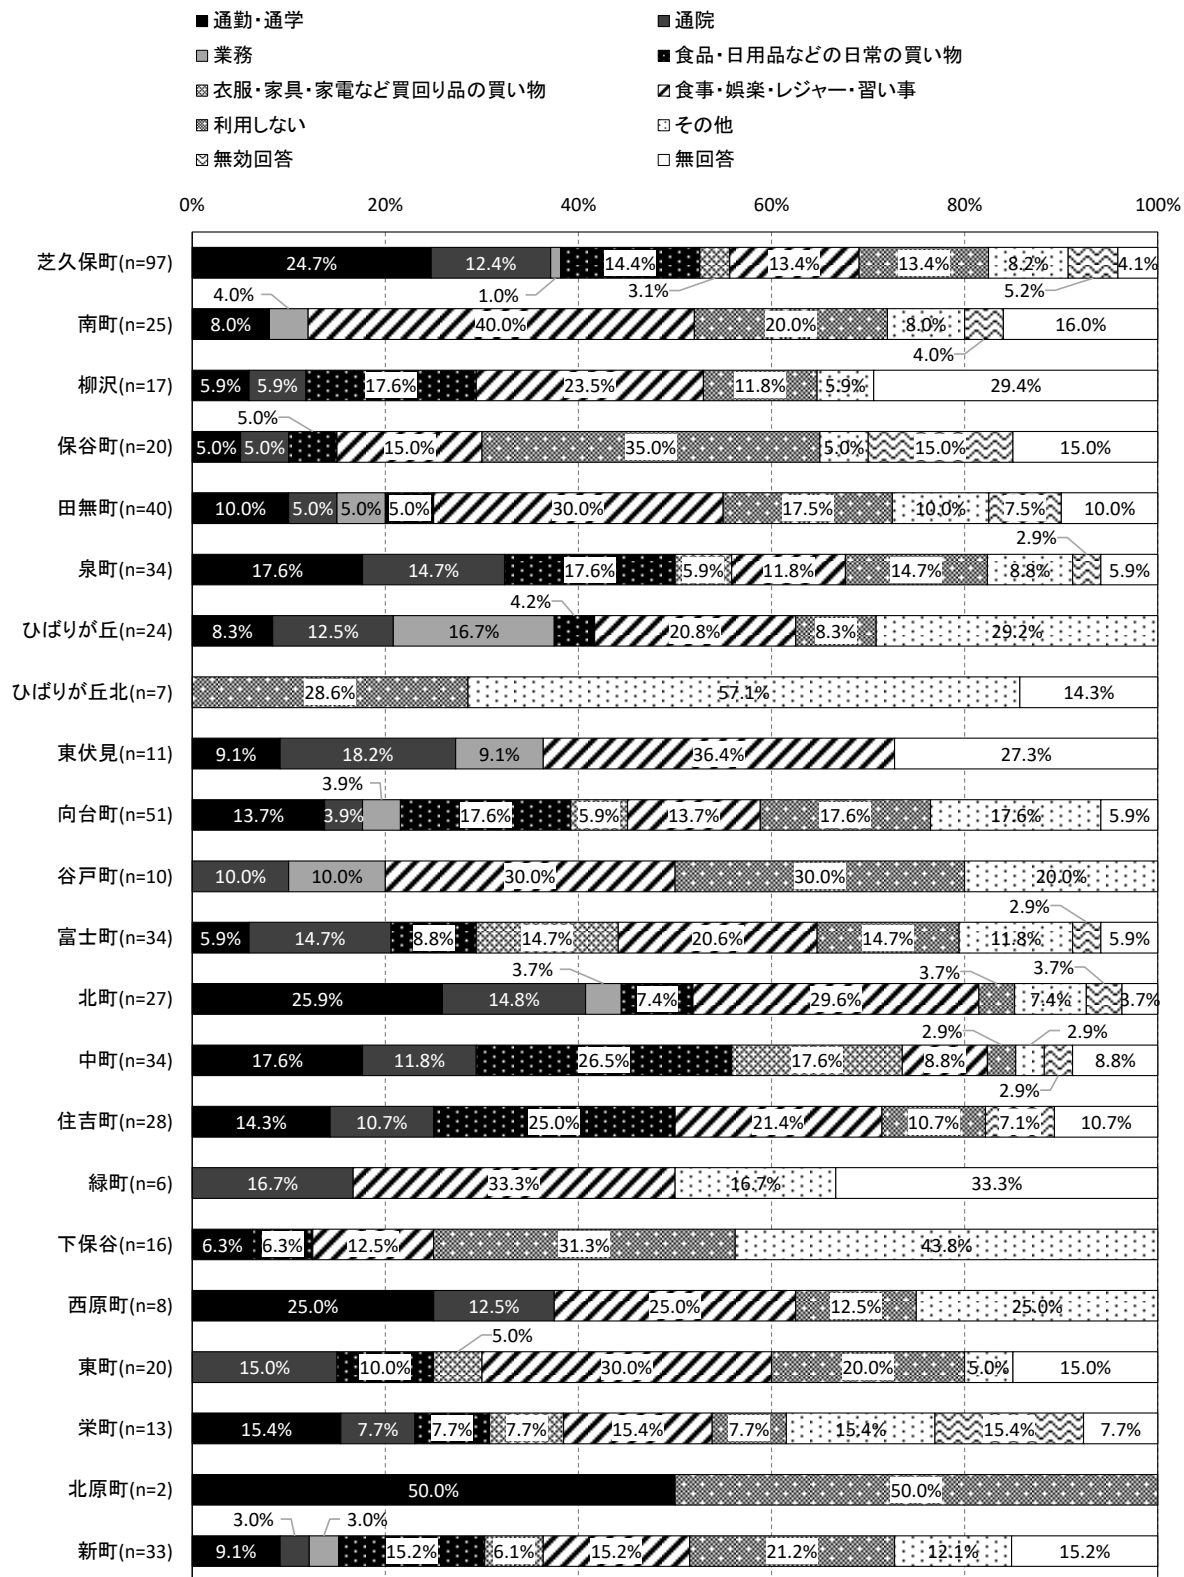 通勤・通学 通院
業務 食品・日用品などの日常の買い物
衣服・家具・家電など買回り品の買い物 食事・娯楽・レジャー・習い事
利用しない その他
無効回答 無回答
0% 20% 40% 60% 80% 100%
芝久保町(n=97) 24.7% 12.4% 14.4% 13.4% 13.4% 8.2% 4.1%
4.0% 1.0% 3.1% 5.2%
南町(n=25) 8.0% 40.0% 20.0% 8.0% 16.0%
4.0%
柳沢(n=17) 5.9% 5.9% 17.6% 23.5% 11.8% 5.9% 29.4%
5.0%
保谷町(n=20) 5.0% 5.0% 15.0% 35.0% 5.0% 15.0% 15.0%
田無町(n=40) 10.0% 5.0% 5.0% 5.0% 30.0% 17.5% 10.0% 7.5% 10.0%
2.9%
泉町(n=34) 17.6% 14.7% 17.6% 5.9% 11.8% 14.7% 8.8% 5.9%
4.2%
ひばりが丘(n=24) 8.3% 12.5% 16.7% 20.8% 8.3% 29.2%
ひばりが丘北(n=7) 28.6% 57.1% 14.3%
東伏見(n=11) 9.1% 18.2% 9.1% 36.4% 27.3%
3.9%
向台町(n=51) 13.7% 3.9% 17.6% 5.9% 13.7% 17.6% 17.6% 5.9%
谷戸町(n=10) 10.0% 10.0% 30.0% 30.0% 20.0%
2.9%
富士町(n=34) 5.9% 14.7% 8.8% 14.7% 20.6% 14.7% 11.8% 5.9%
3.7% 3.7% 3.7%
北町(n=27) 25.9% 14.8% 7.4% 29.6% 7.4% 3.7%
2.9% 2.9%
中町(n=34) 17.6% 11.8% 26.5% 17.6% 8.8% 8.8%
2.9%
住吉町(n=28) 14.3% 10.7% 25.0% 21.4% 10.7% 7.1% 10.7%
緑町(n=6) 16.7% 33.3% 16.7% 33.3%
下保谷(n=16) 6.3% 6.3% 12.5% 31.3% 43.8%
西原町(n=8) 25.0% 12.5% 25.0% 12.5% 25.0%
5.0%
東町(n=20) 15.0% 10.0% 30.0% 20.0% 5.0% 15.0%
栄町(n=13) 15.4% 7.7% 7.7% 7.7% 15.4% 7.7% 15.4% 15.4% 7.7%
北原町(n=2) 50.0% 50.0%
3.0% 3.0%
新町(n=33) 9.1% 15.2% 6.1% 15.2% 21.2% 12.1% 15.2%